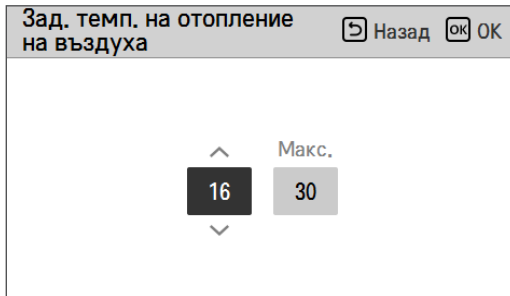 Зад. темп. на отопление
на въздуха
Назад OK OK
Макс.
16 30